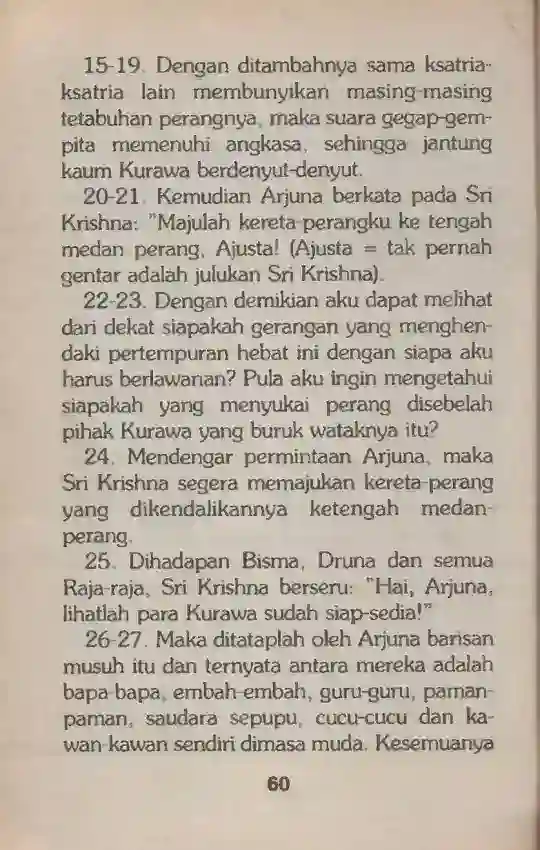 15-19. Dengan ditambahnya sama ksatria-
ksatria lain membunyikan masing-masing
tetabuhan perangnya, maka suara gegap-gem-
pita memenuhi angkasa, sehingga jantung
kaum Kurawa berdenyut-denyut.
20-21. Kemudian Arjuna berkata pada Sri
Krishna: "Majulah kereta-perangku ke tengah
medan perang, Ajusta! (Ajusta = tak pernah
gentar adalah julukan Sri Krishna).
22-23. Dengan demikian aku dapat melihat
dari dekat siapakah gerangan yang menghen-
daki pertempuran hebat ini dengan siapa aku
harus berlawanan? Pula aku ingin mengetahui
siapakah yang menyukai perang disebelah
pihak Kurawa yang buruk wataknya itu?
24. Mendengar permintaan Arjuna, maka
Sri Krishna segera memajukan kereta-perang
yang dikendalikannya ketengah medan-
perang.
25. Dihadapan Bisma, Druna dan semua
Raja-raja, Sri Krishna berseru: "Hai, Arjuna,
lihatlah para Kurawa sudah siap-sedia!"
26-27. Maka ditataplah oleh Arjuna barisan
musuh itu dan ternyata antara mereka adalah
bapa-bapa, embah-embah, guru-guru, paman-
paman, saudara sepupu, cucu-cucu dan ka-
wan-kawan sendiri dimasa muda. Kesemuanya
60